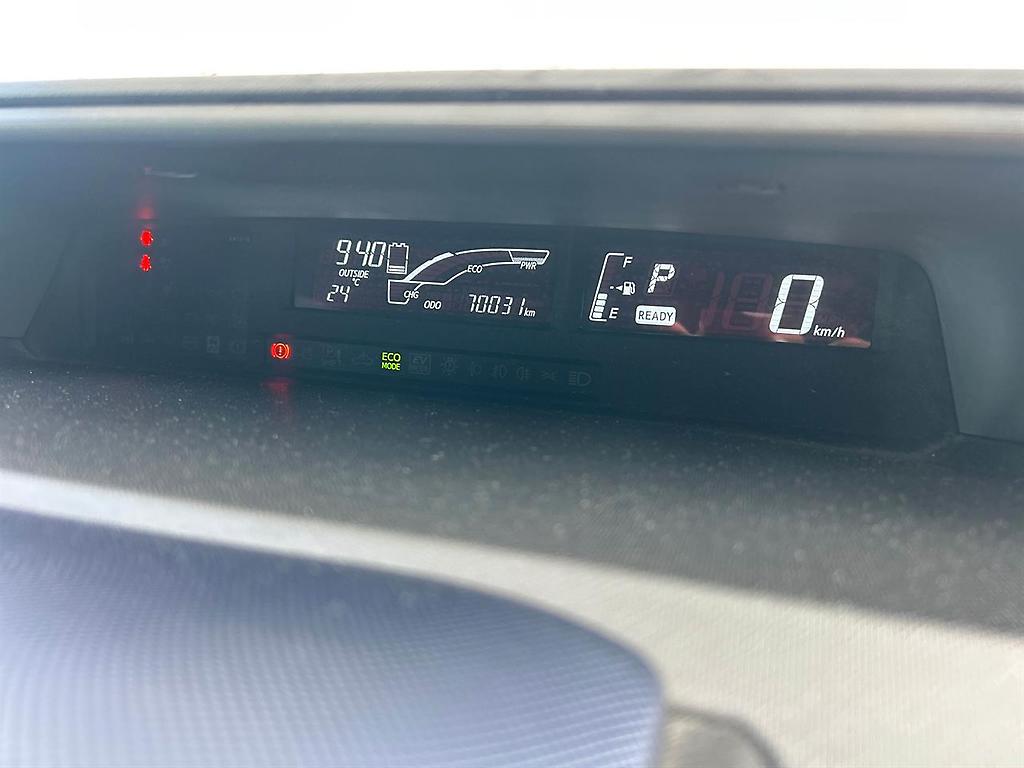 940
OUTSIDE
°C
24
ECO
PWR
CHG
ODO 70031 km
F
P
E
READY
0 km/h
ECO
MODE
EV
MODE